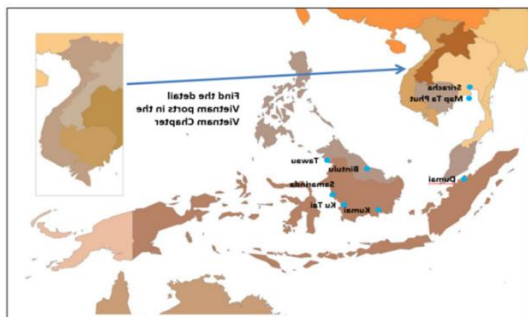 Find the detail
Vietnam ports in the
Vietnam Chapter
Sriracha
Map Ta Phut
Tawau
Bintulu
Dumai
Samarinda
Ku Tai
Kumai